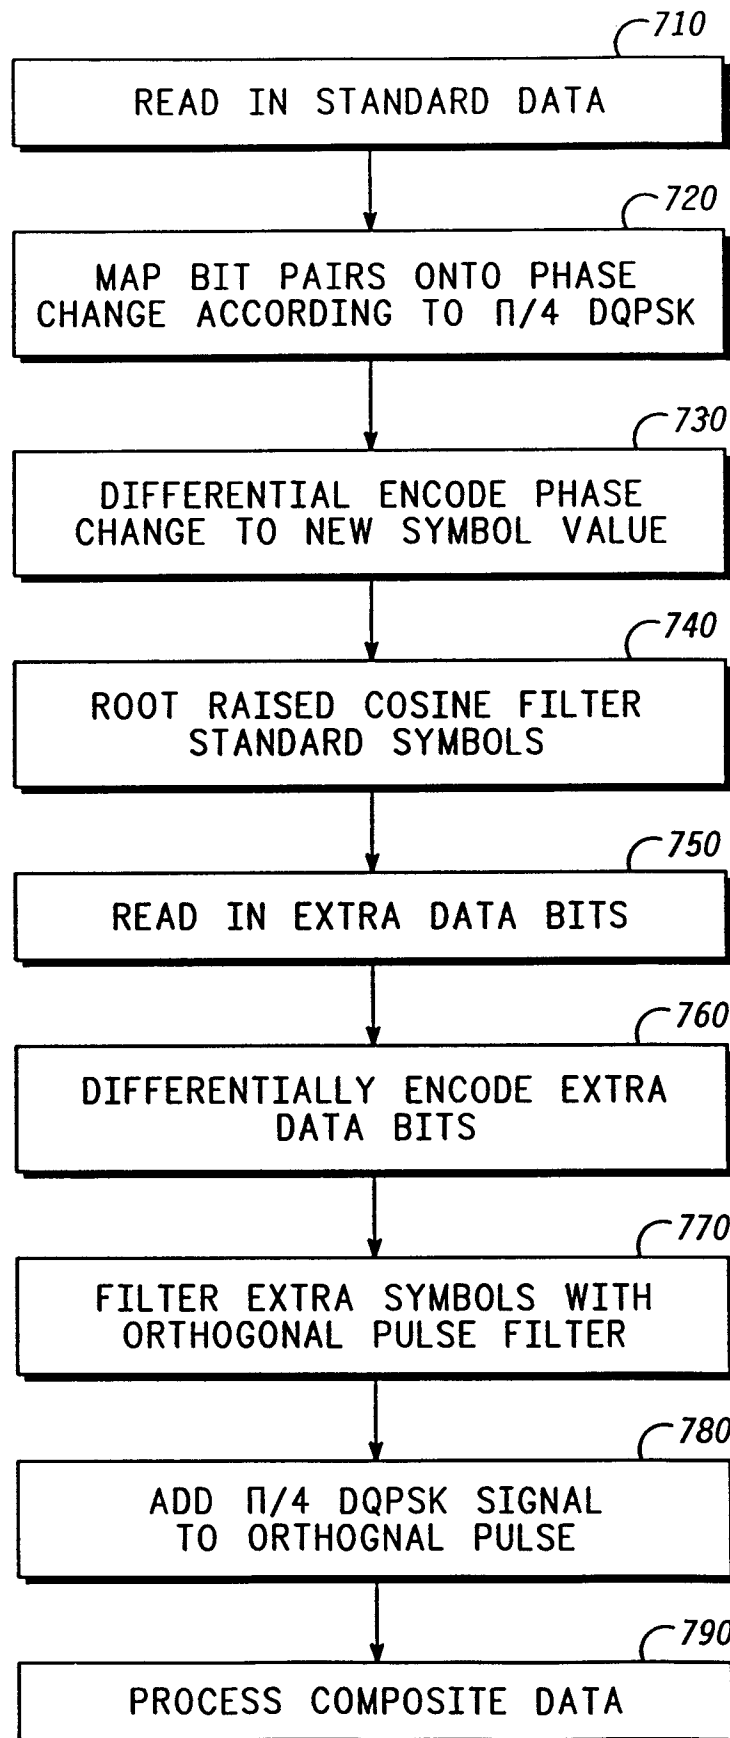 710
READ IN STANDARD DATA
720
MAP BIT PAIRS ONTO PHASE
CHANGE ACCORDING TO Π/4 DQPSK
730
DIFFERENTIAL ENCODE PHASE
CHANGE TO NEW SYMBOL VALUE
740
ROOT RAISED COSINE FILTER
STANDARD SYMBOLS
750
READ IN EXTRA DATA BITS
760
DIFFERENTIALLY ENCODE EXTRA
DATA BITS
770
FILTER EXTRA SYMBOLS WITH
ORTHOGONAL PULSE FILTER
780
ADD Π/4 DQPSK SIGNAL
TO ORTHOGNAL PULSE
790
PROCESS COMPOSITE DATA